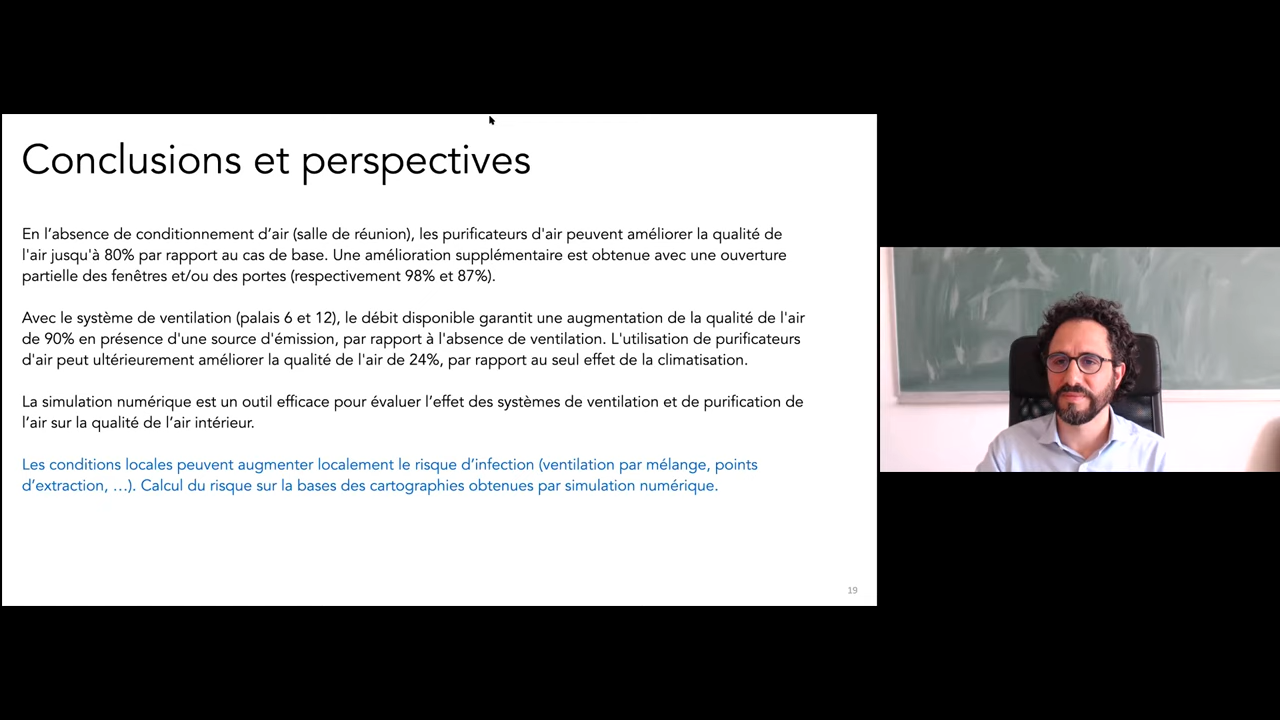 Conclusions et perspectives
En l’absence de conditionnement d’air (salle de réunion), les purificateurs d'air peuvent améliorer la qualité de
l'air jusqu'à 80% par rapport au cas de base. Une amélioration supplémentaire est obtenue avec une ouverture
partielle des fenêtres et/ou des portes (respectivement 98% et 87%).
Avec le système de ventilation (palais 6 et 12), le débit disponible garantit une augmentation de la qualité de l'air
de 90% en présence d'une source d'émission, par rapport à l'absence de ventilation. L'utilisation de purificateurs
d'air peut ultérieurement améliorer la qualité de l'air de 24%, par rapport au seul effet de la climatisation.
La simulation numérique est un outil efficace pour évaluer l’effet des systèmes de ventilation et de purification de
l’air sur la qualité de l’air intérieur.
Les conditions locales peuvent augmenter localement le risque d’infection (ventilation par mélange, points
d’extraction, …). Calcul du risque sur la bases des cartographies obtenues par simulation numérique.
19